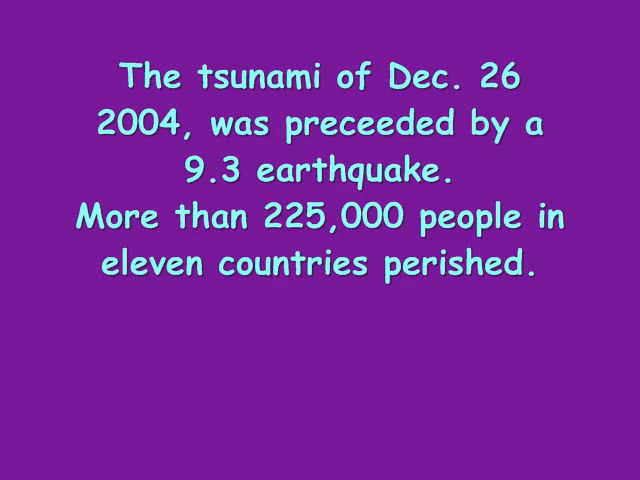 The tsunami of Dec. 26
2004, was preceeded by a
9.3 earthquake.
More than 225,000 people in
eleven countries perished.